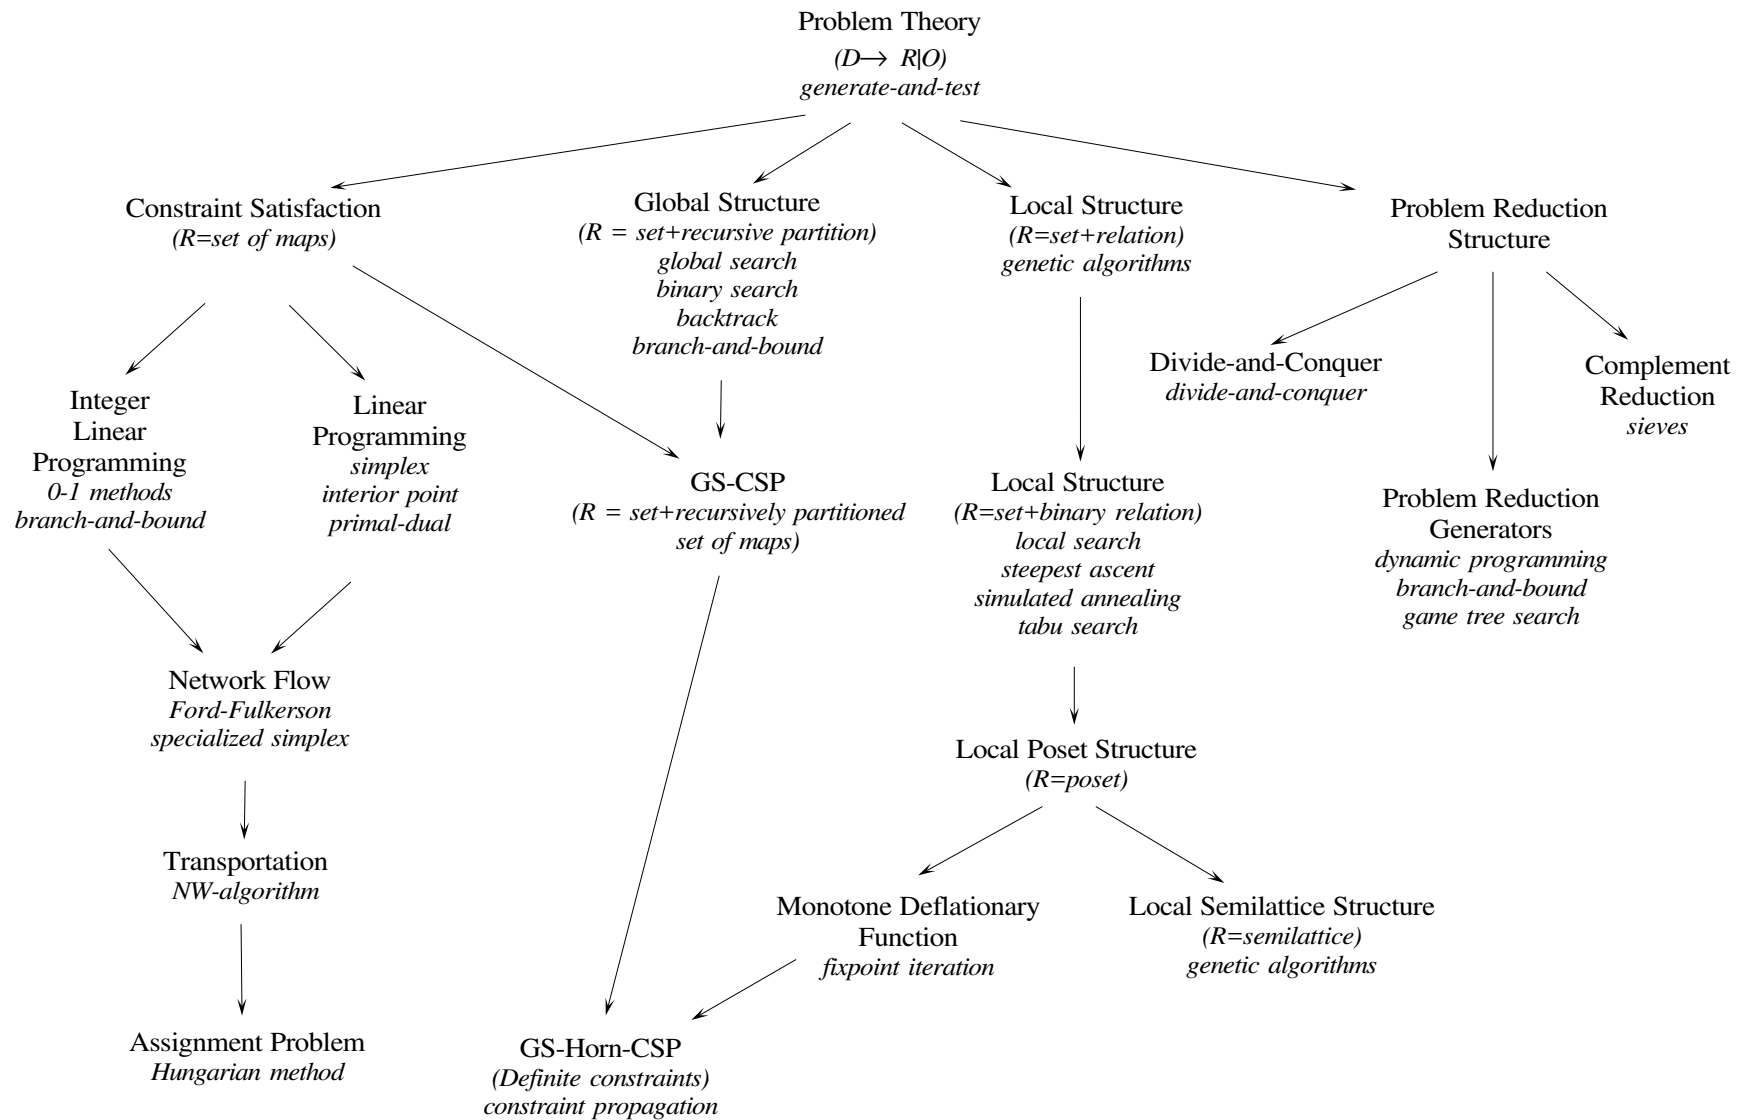 Problem Theory
(D→ R|O)
generate-and-test
Constraint Satisfaction
(R=set of maps)
Global Structure
(R = set+recursive partition)
global search
binary search
backtrack
branch-and-bound
Local Structure
(R=set+relation)
genetic algorithms
Problem Reduction
Structure
Integer
Linear
Programming
0-1 methods
branch-and-bound
Linear
Programming
simplex
interior point
primal-dual
GS-CSP
(R = set+recursively partitioned
set of maps)
Local Structure
(R=set+binary relation)
local search
steepest ascent
simulated annealing
tabu search
Divide-and-Conquer
divide-and-conquer
Problem Reduction
Generators
dynamic programming
branch-and-bound
game tree search
Complement
Reduction
sieves
Network Flow
Ford-Fulkerson
specialized simplex
Local Poset Structure
(R=poset)
Transportation
NW-algorithm
Monotone Deflationary
Function
fixpoint iteration
Local Semilattice Structure
(R=semilattice)
genetic algorithms
Assignment Problem
Hungarian method
GS-Horn-CSP
(Definite constraints)
constraint propagation